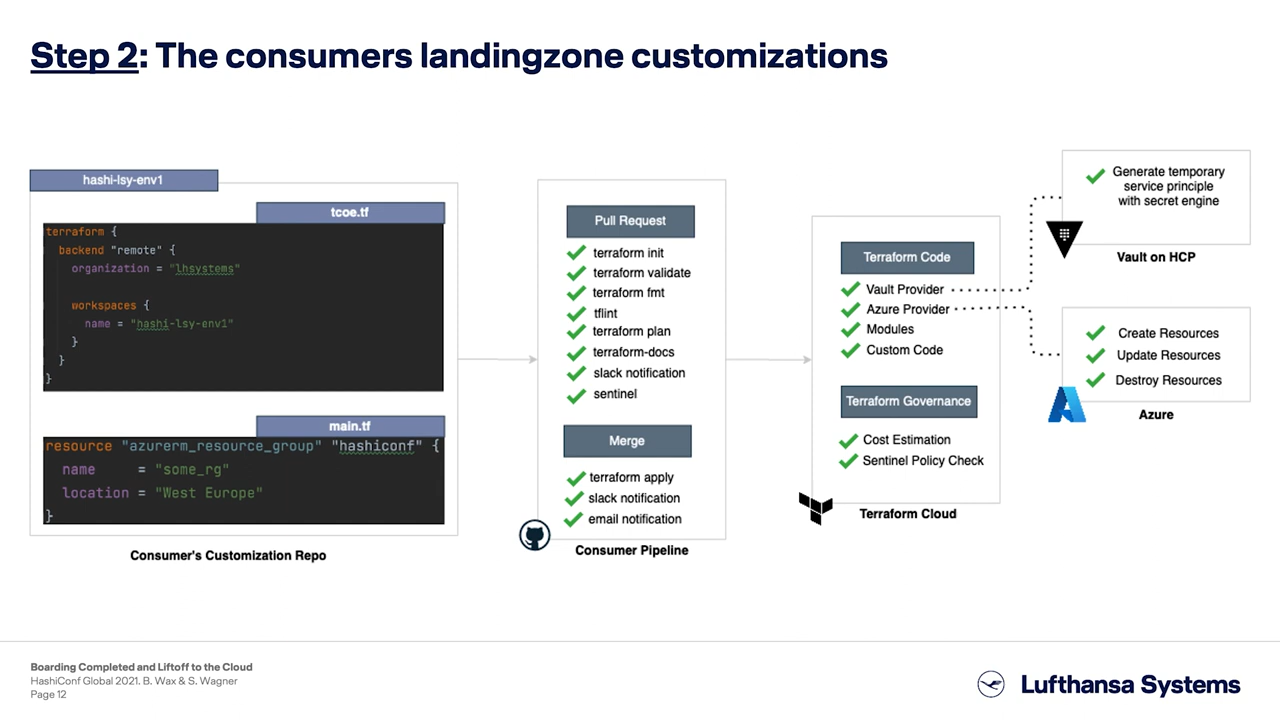 Step 2: The consumers landingzone customizations
hashi-lsy-env1
tcoe.tf
terraform {
backend "remote" {
organization = "lhsystems"
workspaces {
name = "hashi-lsy-env1"
}
}
}
main.tf
resource "azurerm_resource_group" "hashiconf" {
name = "some_rg"
location = "West Europe"
}
Consumer's Customization Repo
Pull Request
terraform init
terraform validate
terraform fmt
tflint
terraform plan
terraform-docs
slack notification
sentinel
Merge
terraform apply
slack notification
email notification
Consumer Pipeline
Terraform Code
Vault Provider
Azure Provider
Modules
Custom Code
Terraform Governance
Cost Estimation
Sentinel Policy Check
Terraform Cloud
Generate temporary
service principle
with secret engine
Vault on HCP
Create Resources
Update Resources
Destroy Resources
Azure
Boarding Completed and Liftoff to the Cloud
HashiConf Global 2021. B. Wax & S. Wagner
Page 12
Lufthansa Systems